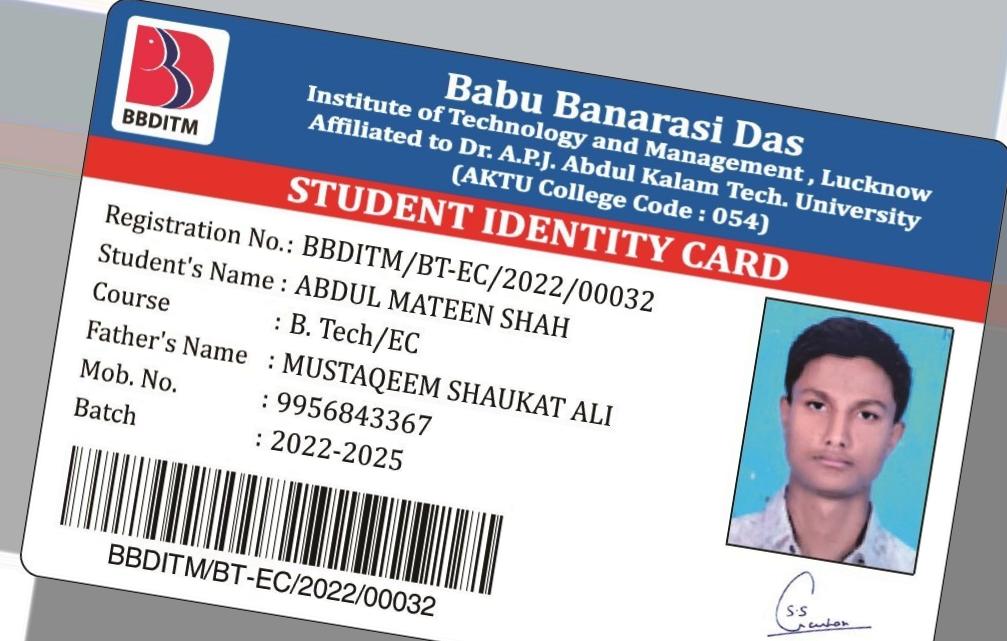 BBDITM
Babu Banarasi Das
Institute of Technology and Management , Lucknow
Affiliated to Dr. A.P.J. Abdul Kalam Tech. University
(AKTU College Code : 054)
STUDENT IDENTITY CARD
Registration No.: BBDITM/BT-EC/2022/00032
Student's Name : ABDUL MATEEN SHAH
Course : B. Tech/EC
Father's Name : MUSTAQEEM SHAUKAT ALI
Mob. No. : 9956843367
Batch : 2022-2025
BBDITM/BT-EC/2022/00032
S.S